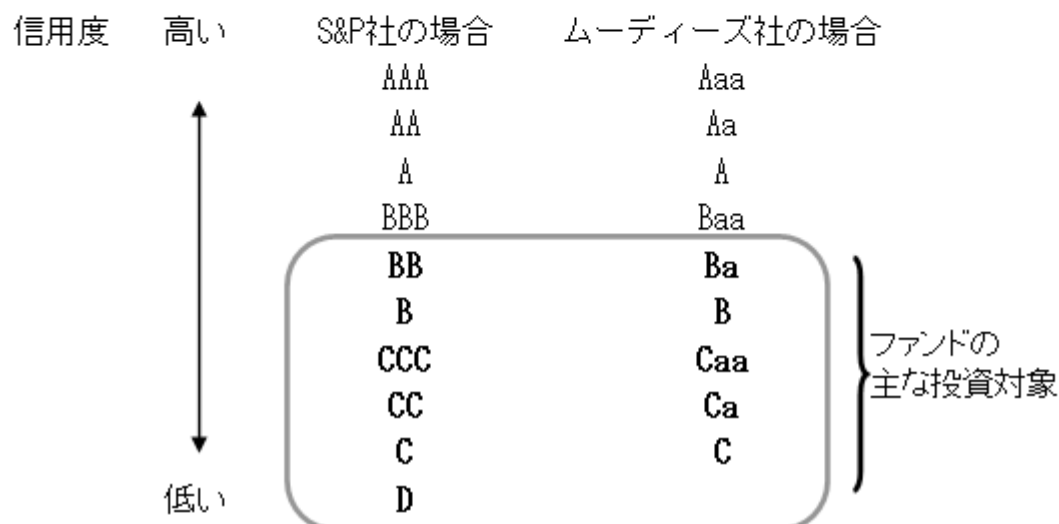 信用度 高い S&P社の場合 ムーディーズ社の場合
AAA Aaa
AA Aa
A A
BBB Baa
BB Ba
B B
CCC Caa
CC Ca
C C
低い D
ファンドの
主な投資対象